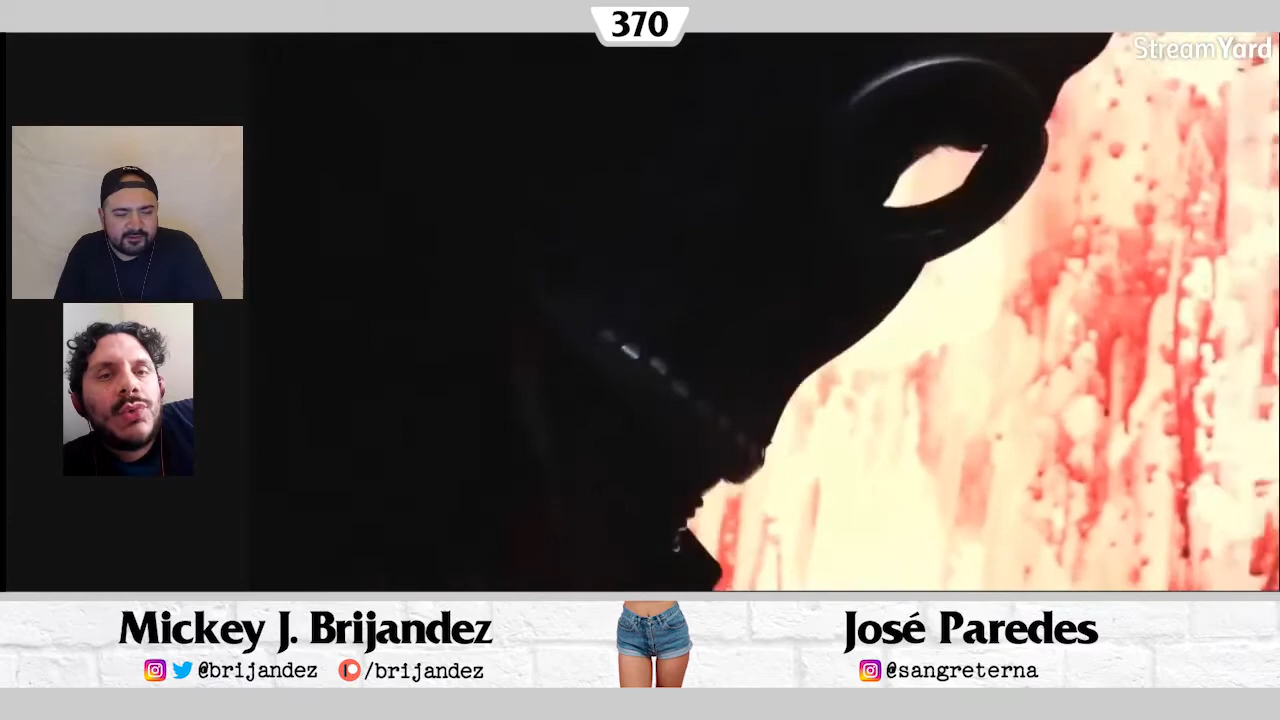 370
StreamYard
Mickey J. Brijandez
@brijandez /brijandez
José Paredes
@sangreterna